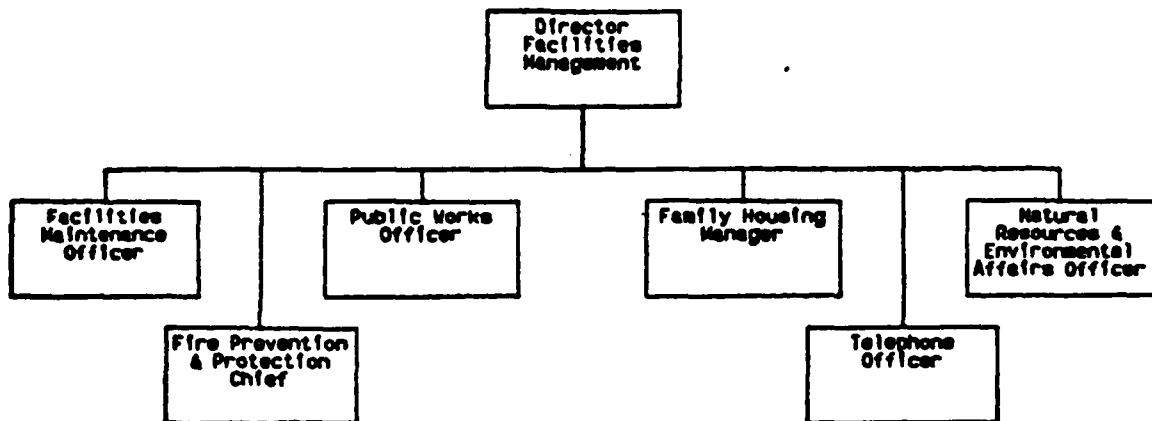 Director
Facilities
Management
Facilities
Maintenance
Officer
Public Works
Officer
Family Housing
Manager
Natural
Resources &
Environmental
Affairs Officer
Fire Prevention
& Protection
Chief
Telephone
Officer